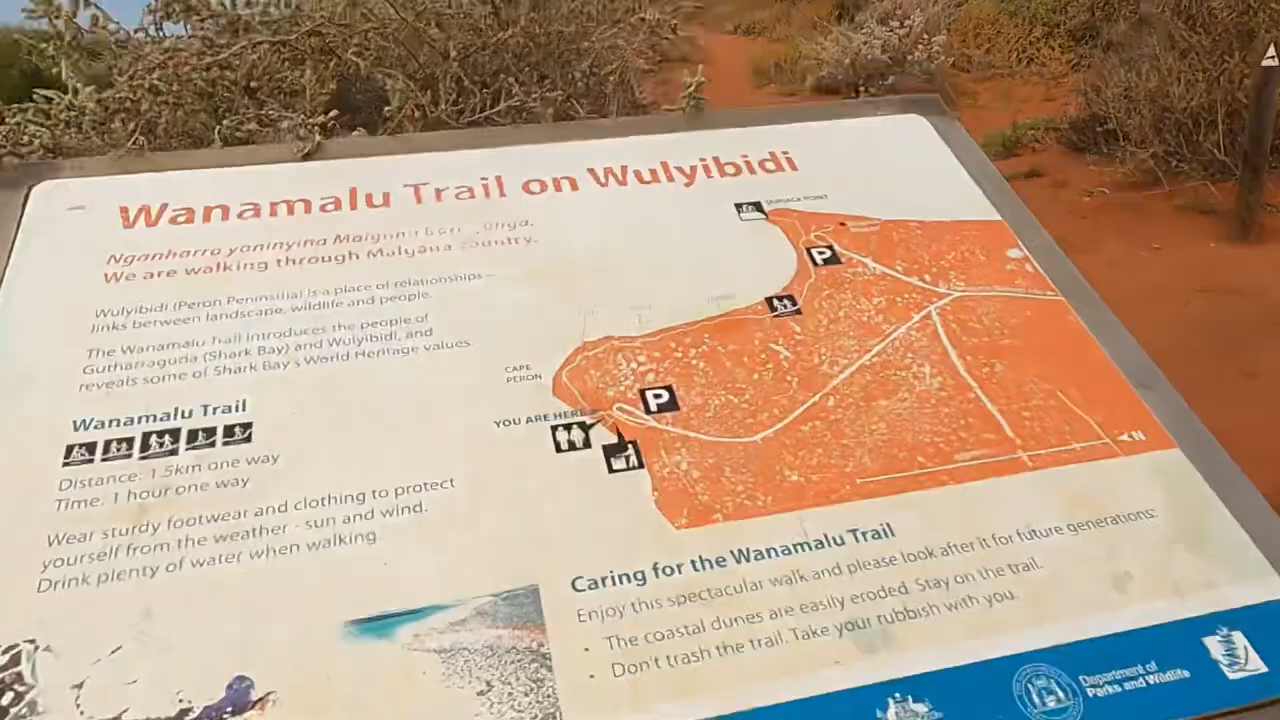 Wanamalu Trail on Wulyibidi
Nganharro yaninyina Malguna
We are walking through Malgana country.
Wulyibidi (Peron Peninsula) is a place of relationships –
links between landscape, wildlife and people.
The Wanamalu Trail introduces the people of
Gutharraguda (Shark Bay) and Wulyibidi, and
reveals some of Shark Bay's World Heritage values.
Wanamalu Trail
Distance: 1.5km one way
Time: 1 hour one way
Wear sturdy footwear and clothing to protect
yourself from the weather - sun and wind.
Drink plenty of water when walking.
SKIPJACK POINT
P
CAPE
PERON
P
YOU ARE HERE
N
Caring for the Wanamalu Trail
Enjoy this spectacular walk and please look after it for future generations:
• The coastal dunes are easily eroded. Stay on the trail.
• Don't trash the trail. Take your rubbish with you.
Department of
Parks and Wildlife